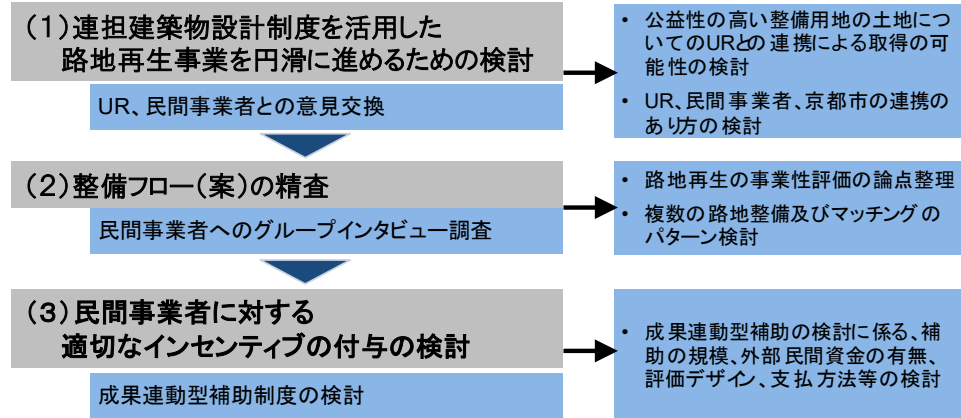 (1)連担建築物設計制度を活用した
路地再生事業を円滑に進めるための検討
UR、民間事業者との意見交換
• 公益性の高い整備用地の土地につ
いてのURとの連携による取得の可
能性の検討
• UR、民間事業者、京都市の連携の
あり方の検討
(2)整備フロー(案)の精査
民間事業者へのグループインタビュー調査
• 路地再生の事業性評価の論点整理
• 複数の路地整備及びマッチングの
パターン検討
(3)民間事業者に対する
適切なインセンティブの付与の検討
成果連動型補助制度の検討
• 成果連動型補助の検討に係る、補
助の規模、外部民間資金の有無、
評価デザイン、支払方法等の検討